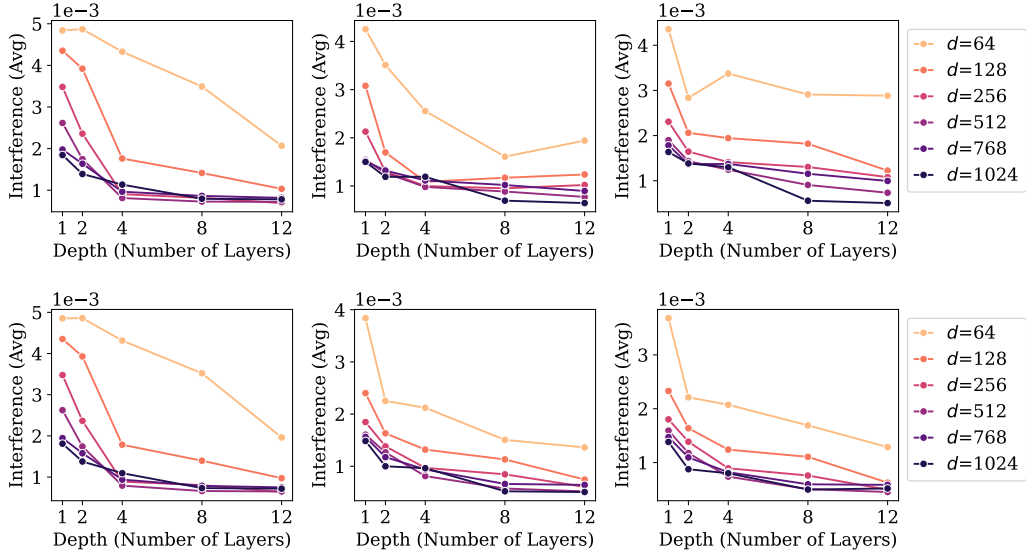 1e−3
5
4
3
2
1
Interference (Avg)
1 2 4 8 12
Depth (Number of Layers)
1e−3
4
3
2
1
Interference (Avg)
1 2 4 8 12
Depth (Number of Layers)
1e−3
4
3
2
1
Interference (Avg)
1 2 4 8 12
Depth (Number of Layers)
d=64
d=128
d=256
d=512
d=768
d=1024
1e−3
5
4
3
2
1
Interference (Avg)
1 2 4 8 12
Depth (Number of Layers)
1e−3
4
3
2
1
Interference (Avg)
1 2 4 8 12
Depth (Number of Layers)
1e−3
3
2
1
Interference (Avg)
1 2 4 8 12
Depth (Number of Layers)
d=64
d=128
d=256
d=512
d=768
d=1024